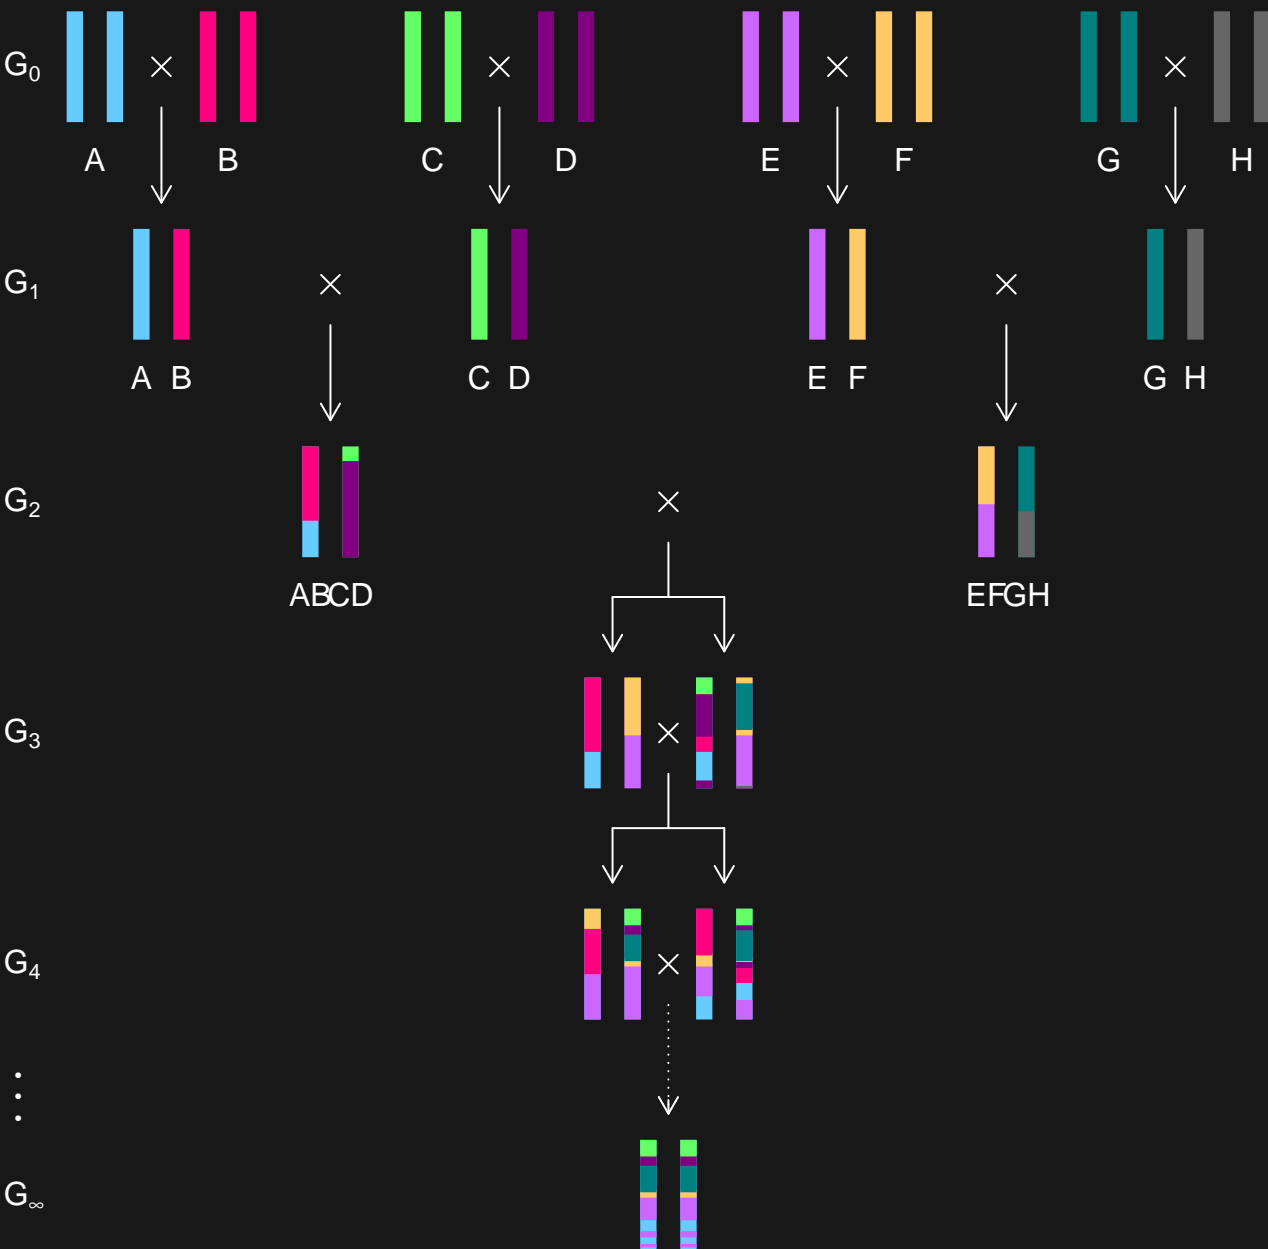 G₀ × × × ×
A B C D E F G H
G₁ × ×
A B C D E F G H
G₂ ×
ABCD EFGH
G₃ ×
G₄ ×
⋮
G∞